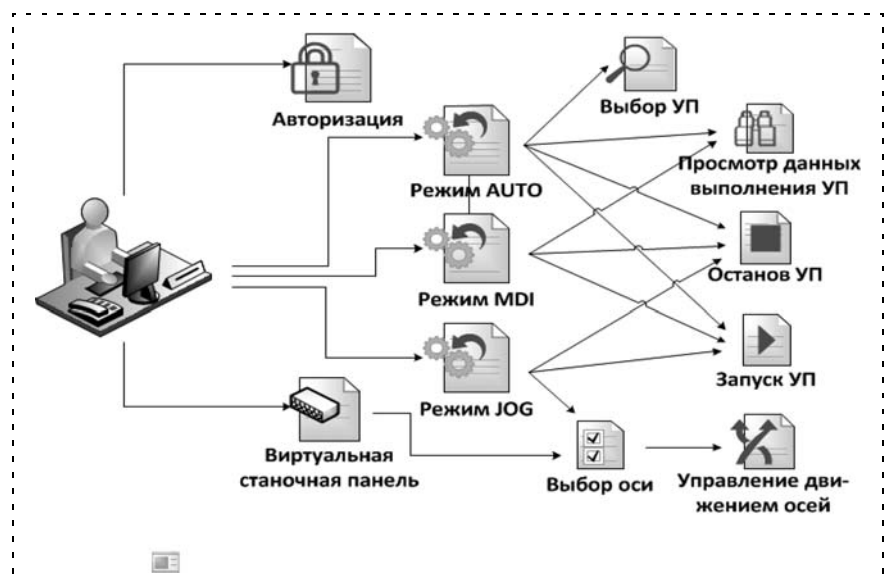 Авторизация
Выбор УП
Режим AUTO
Просмотр данных
выполнения УП
Режим MDI
Останов УП
Режим JOG
Запуск УП
Виртуальная
станочная панель
Выбор оси
Управление дви-
жением осей